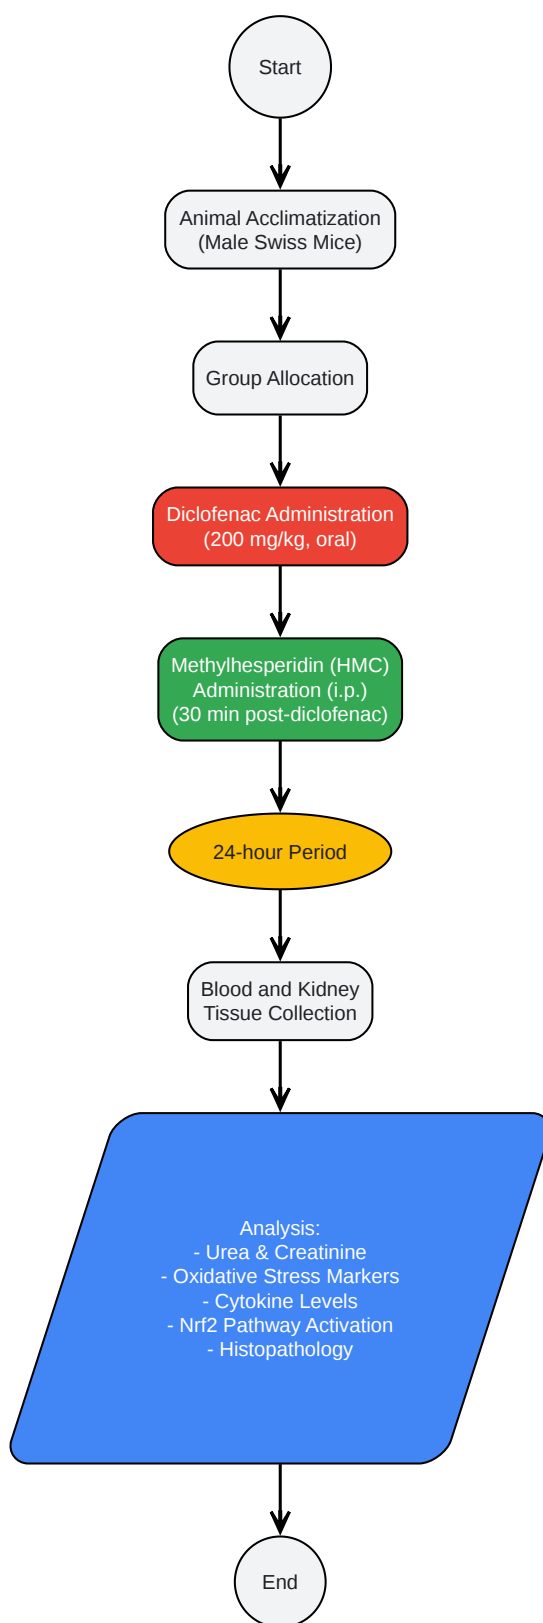 Start
Animal Acclimatization
(Male Swiss Mice)
Group Allocation
Diclofenac Administration
(200 mg/kg, oral)
Methylhesperidin (HMC)
Administration (i.p.)
(30 min post-diclofenac)
24-hour Period
Blood and Kidney
Tissue Collection
Analysis:
- Urea & Creatinine
- Oxidative Stress Markers
- Cytokine Levels
- Nrf2 Pathway Activation
- Histopathology
End